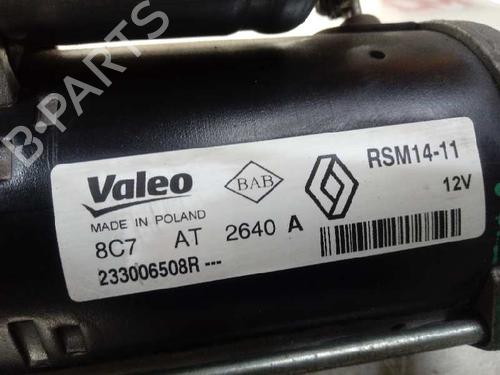 B-PARTS
Valeo
BAB
RSM14-11
12V
MADE IN POLAND
8C7 AT 2640 A
233006508R ---